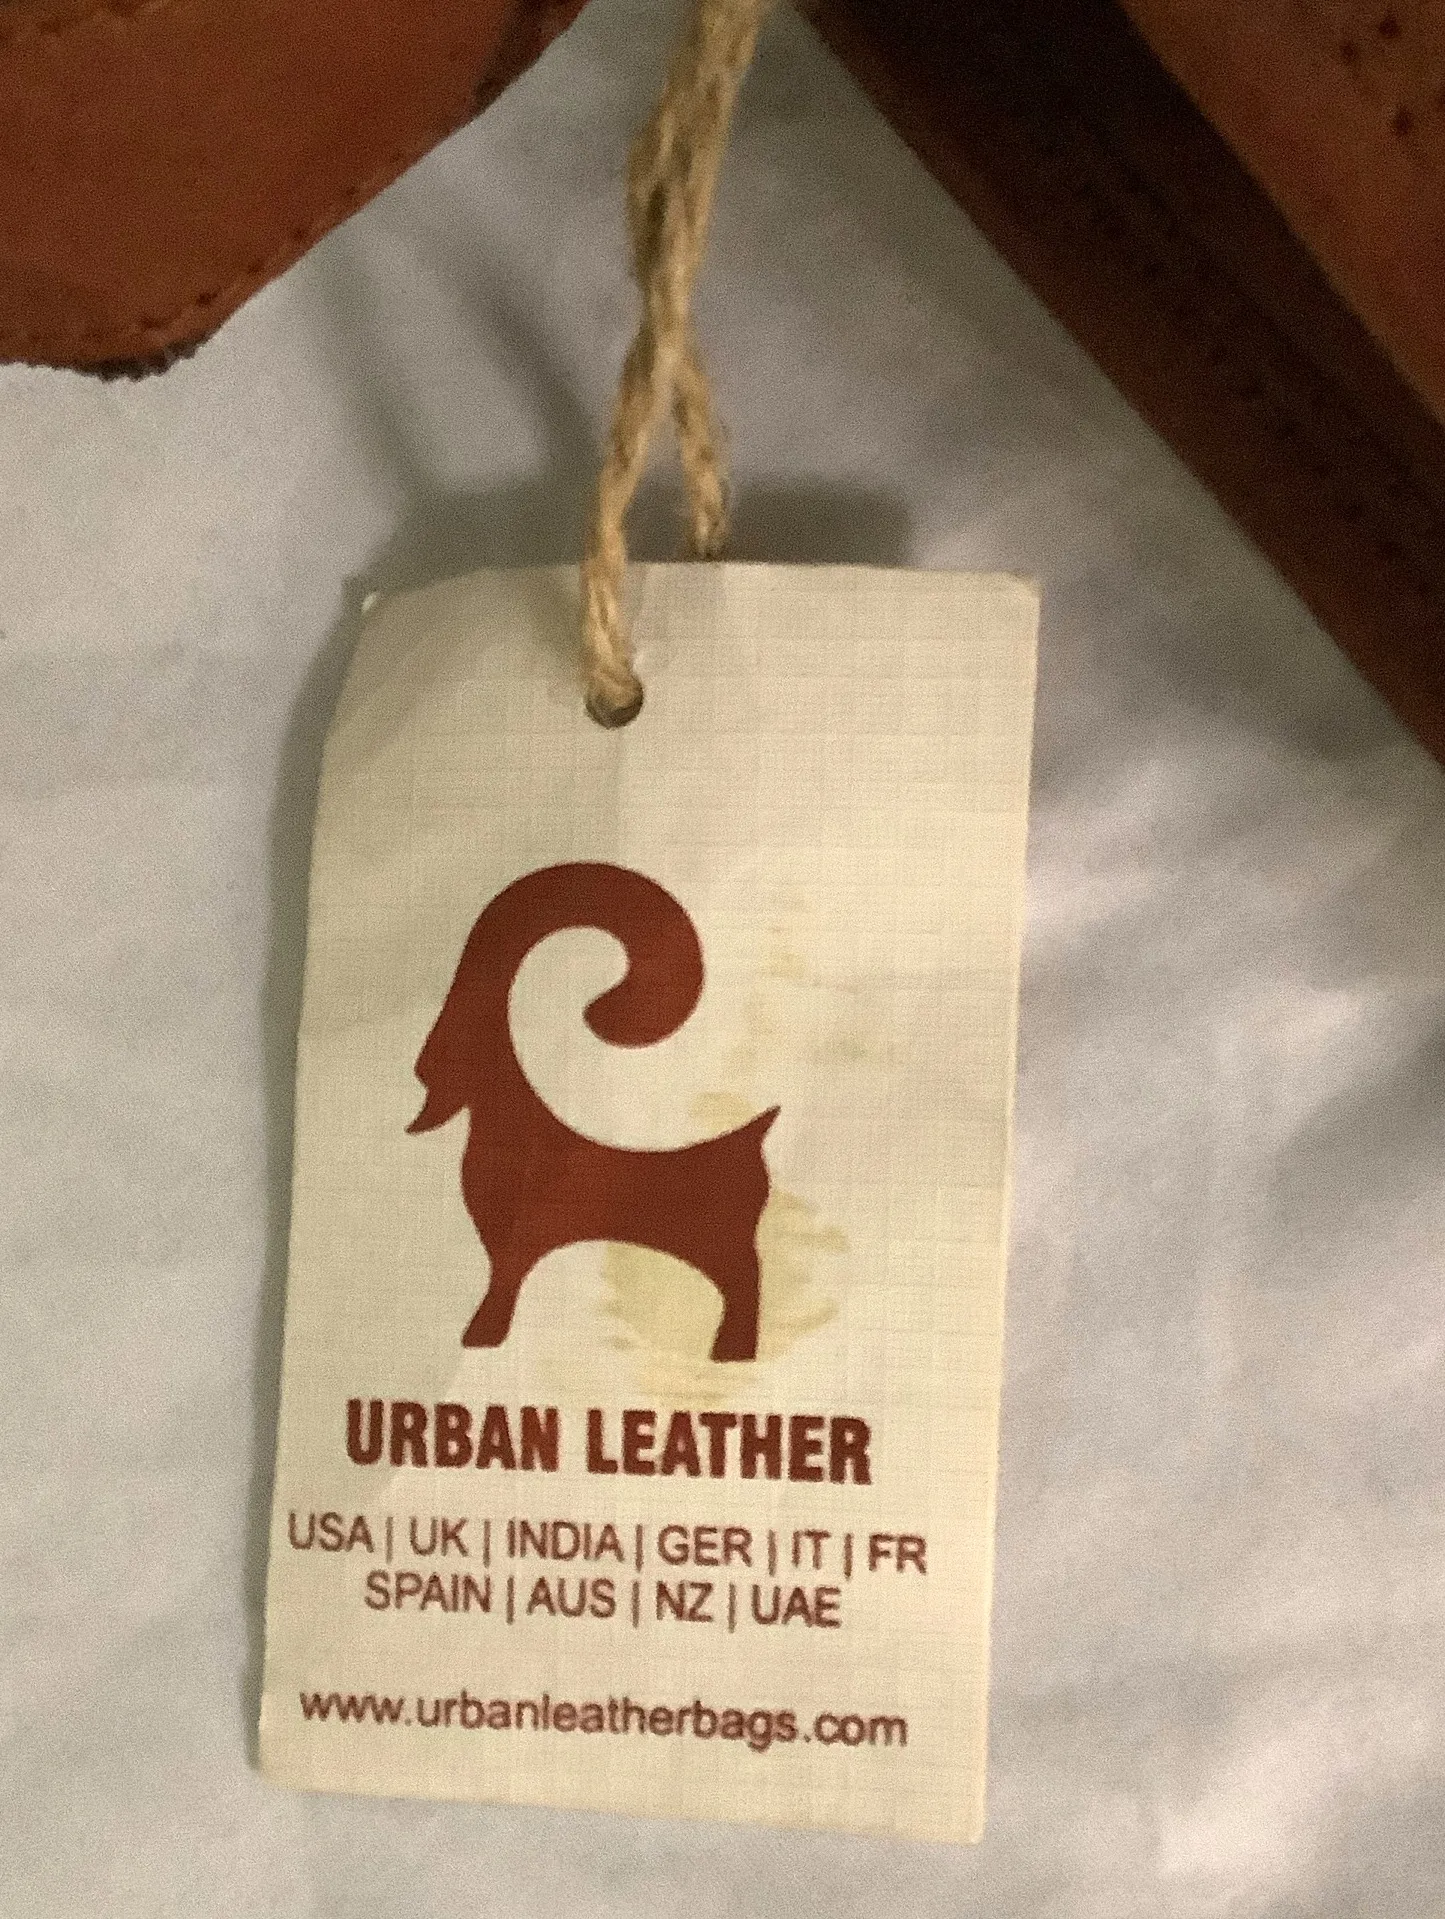 URBAN LEATHER
USA | UK | INDIA | GER | IT | FR
SPAIN | AUS | NZ | UAE
www.urbanleatherbags.com